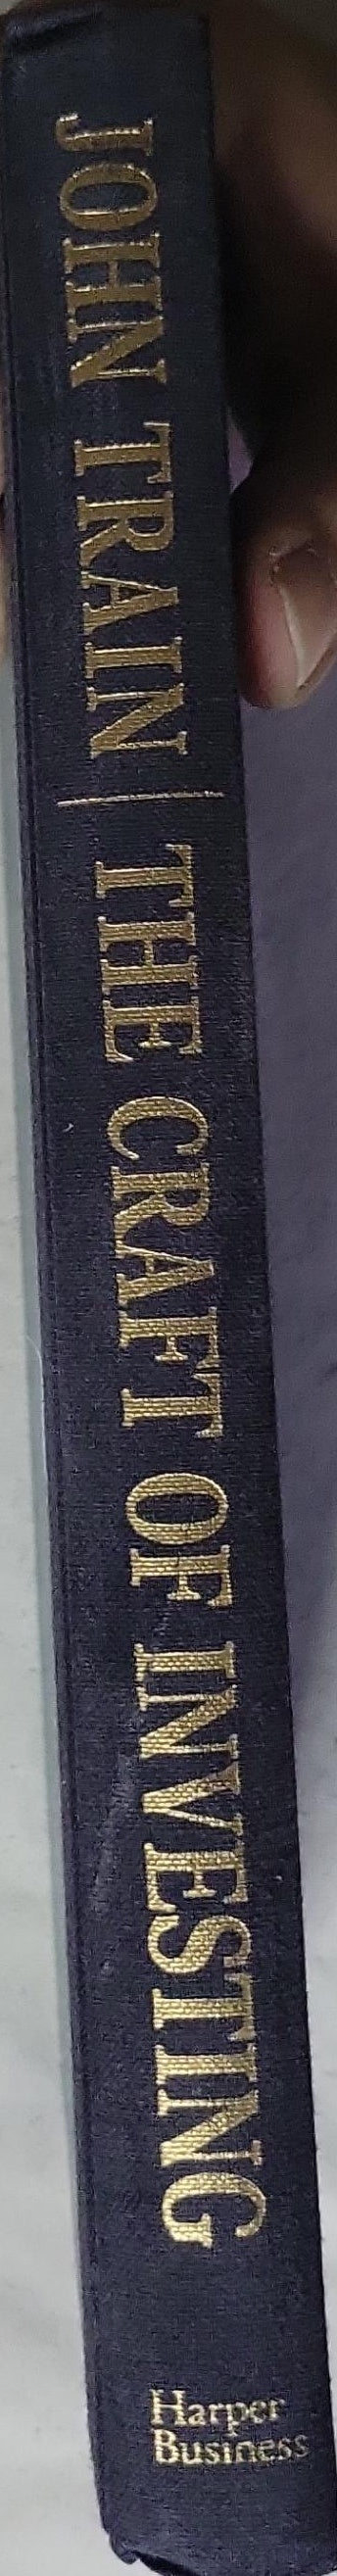 JOHN TRAIN | THE CRAFT OF INVESTING
Harper
Business